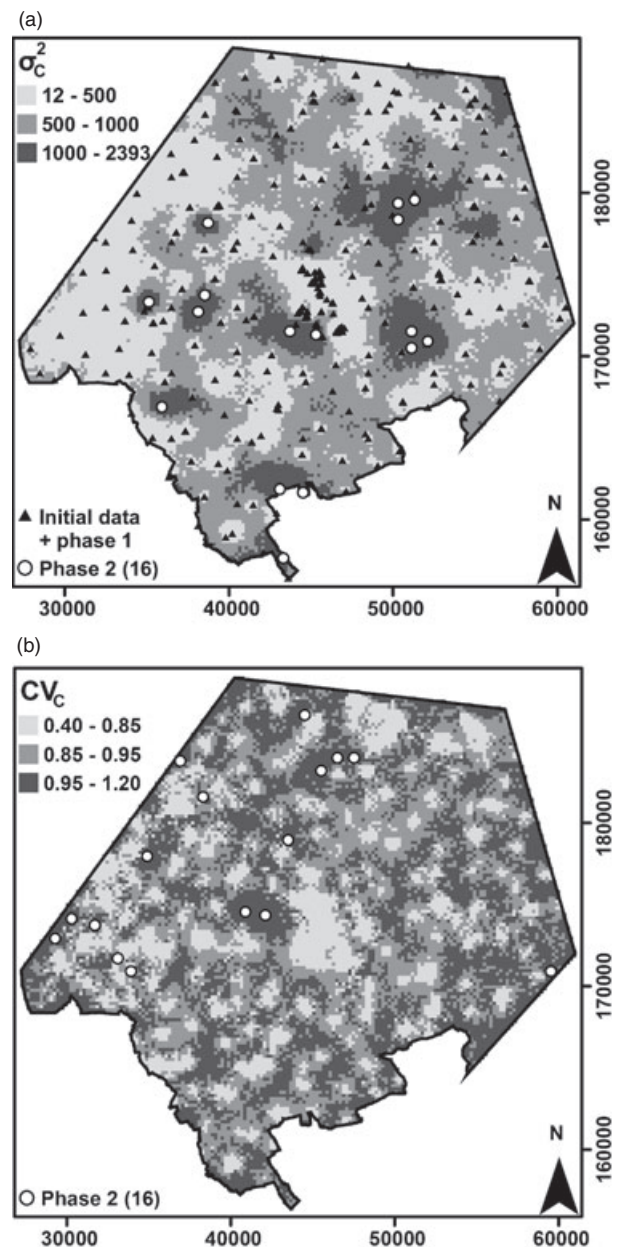 (a)
σ²C
12 - 500
500 - 1000
1000 - 2393
Initial data
+ phase 1
Phase 2 (16)
N
180000
170000
160000
30000 40000 50000 60000
(b)
CVC
0.40 - 0.85
0.85 - 0.95
0.95 - 1.20
Phase 2 (16)
N
180000
170000
160000
30000 40000 50000 60000